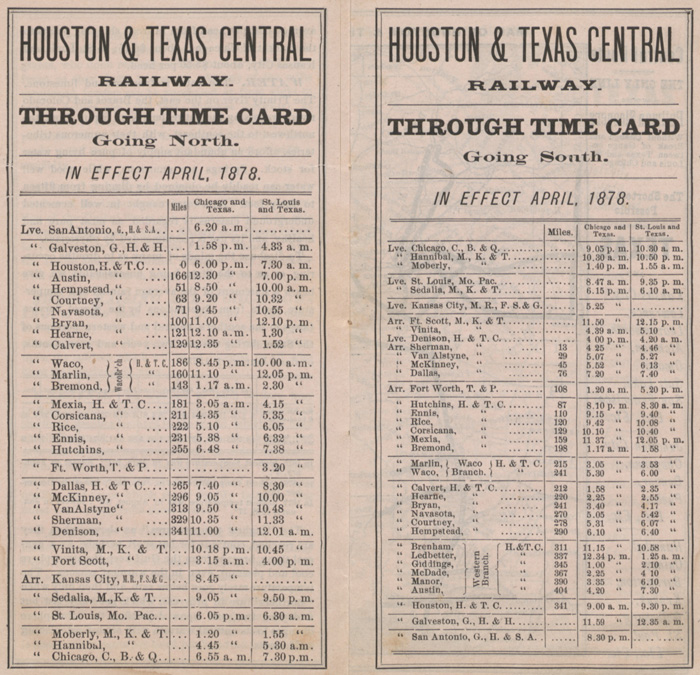 HOUSTON & TEXAS CENTRAL
RAILWAY.
THROUGH TIME CARD
Going North.
IN EFFECT APRIL, 1878.
Miles Chicago and Texas. St. Louis and Texas.
Lve. SanAntonio, G., H. & S.A.. ... 6.20 a. m. ..........
" Galveston, G., H. & H. ... 1.58 p. m. 4.33 a. m.
" Houston, H. & T.C.... 0 6.00 p. m. 7.30 a. m.
" Austin, " .... 166 12.30 " 7.00 p. m.
" Hempstead, " .... 51 8.50 " 10.00 a. m.
" Courtney, " .... 63 9.20 " 10,32 "
" Navasota, " .... 71 9.45 " 10.55 "
" Bryan, " .... 100 11.00 " 12.10 p. m.
" Hearne, " .... 121 12.10 a. m. 1.30 "
" Calvert, " .... 129 12.35 " 1.52 "
" Waco, " H. & T. C. 186 8.45 p. m. 10.00 a. m.
" Marlin, Waco Br'ch 160 11.10 " 12.05 p. m.
" Bremond, 143 1.17 a. m. 2.30 "
" Mexia, H. & T. C.... 181 3.05 a. m. 4.15 "
" Corsicana, " .... 211 4.35 " 5.35 "
" Rice, " .... 222 5.10 " 6.05 "
" Ennis, " .... 231 5.38 " 6.32 "
" Hutchins, " .... 255 6.48 " 7.38 "
" Ft. Worth, T. & P.... ... .......... 3.20 "
" Dallas, H & T. C ... 265 7.40 " 8.30 "
" McKinney, " ... 296 9.05 " 10.00 "
" VanAlstyne " ... 313 9.50 " 10.48 "
" Sherman, " ... 329 10.35 " 11.33 "
" Denison, " ... 341 11.00 " 12.01 a. m.
" Vinita, M., K. & T. ... 10.18 p. m. 10.45 "
" Fort Scott, " ... 3.15 a. m. 4.00 p. m.
Arr. Kansas City, M.R., F.S.& G.. ... 8.45 " ..........
" Sedalia, M., K. & T... ... 9.05 " 9.50 p. m.
" St. Louis, Mo. Pac... ... 6.05 p. m. 6.30 a. m.
" Moberly, M., K. & T. ... 1.20 " 1.55 "
" Hannibal, " ... 4.45 " 5.30 a.m.
" Chicago, C., B. & Q.. ... 6.55 a. m. 7.30 p. m.
HOUSTON & TEXAS CENTRAL
RAILWAY.
THROUGH TIME CARD
Going South.
IN EFFECT APRIL, 1878.
Miles. Chicago and Texas. St. Louis and Texas.
Lve. Chicago, C., B. & Q. .......... ...... 9.05 p. m. 10.30 a. m.
" Hannibal, M., K. & T. ........ ...... 10.30 a. m. 10.50 p. m.
" Moberly, " ........ ...... 1.40 p. m. 1.55 a. m.
Lve. St. Louis, Mo. Pac. .......... ...... 8.47 a. m. 9.35 p. m.
" Sedalia, M., K. & T. .......... ...... 6.15 p. m. 6.10 a. m.
Lve. Kansas City, M. R., F. S. & G. ...... 5.25 " ..........
Arr. Ft. Scott, M., K. & T. ........ ...... 11.50 " 12.15 p. m.
" Vinita, " ........ ...... 4.39 a. m. 5.10 "
Lve. Denison, H. & T. C. ........ ...... 4 00 p. m. 4.20 a. m.
Arr. Sherman, " ........ 13 4 25 " 4.46 "
" Van Alstyne, " ........ 29 5.07 " 5.27 "
" McKinney, " ........ 45 5.52 " 6.13 "
" Dallas, " ........ 76 7 20 " 7.40 "
Arr. Fort Worth, T. & P. .......... 108 1.20 a. m. 5.20 p. m.
" Hutchins, H. & T. C. .......... 87 8.10 p. m. 8.30 a. m.
" Ennis, " .......... 110 9.15 " 9.40 "
" Rice, " .......... 120 9.42 " 10.08 "
" Corsicana, " .......... 129 10.10 " 10.40 "
" Mexia, " .......... 159 11 37 " 12.05 p. m.
" Bremond, " .......... 198 1.17 a. m. 1.58 "
" Marlin, Waco H. & T. C. 215 3.05 " 3 53 "
" Waco, Branch. " 241 5.30 " 6.00 "
" Calvert, H. & T. C. .......... 212 1.58 " 2.35 "
" Hearne, " .......... 220 2.25 " 2.55 "
" Bryan, " .......... 241 3.40 " 4.17 "
" Navasota, " .......... 270 5.05 " 5.42 "
" Courtney, " .......... 278 5.31 " 6.07 "
" Hempstead, " .......... 290 6.10 " 6.40 "
" Brenham, H.&T.C. 311 11.15 " 10.58 "
" Ledbetter, " 337 12.34 p. m. 1.25 a. m.
" Giddings, Western Branch. " 345 1.00 " 2.10 "
" McDade, " 367 2.25 " 4 10 "
" Manor, " 390 3.35 " 6.10 "
" Austin, " 404 4.20 " 7.30 "
" Houston, H. & T. C. .......... 341 9.00 a. m. 9.30 p. m.
" Galveston, G., H. & H. ........ ...... 11.59 " 12.35 a. m.
" San Antonio, G., H. & S. A. .... ...... 8.30 p. m. ..........